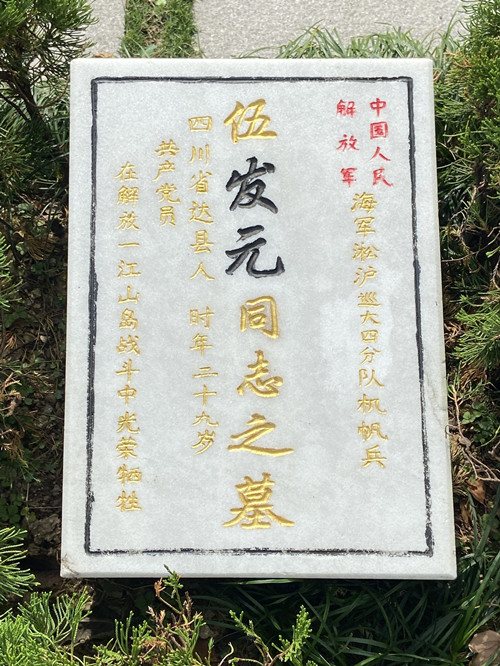 中国人民
解放军
海军淞沪巡大四分队机帆兵
伍发元同志之墓
四川省达县人 时年二十九岁
共产党员
在解放一江山岛战斗中光荣牺牲